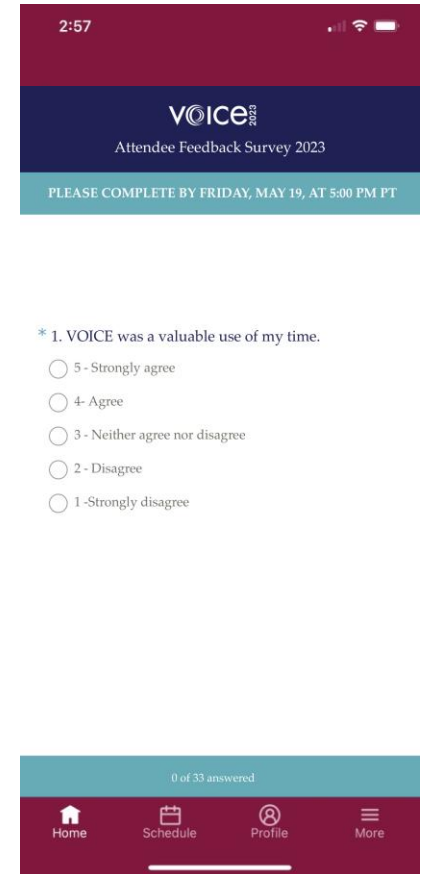 2:57
VOICE 2023
Attendee Feedback Survey 2023
PLEASE COMPLETE BY FRIDAY, MAY 19, AT 5:00 PM PT
* 1. VOICE was a valuable use of my time.
5 - Strongly agree
4- Agree
3 - Neither agree nor disagree
2 - Disagree
1 -Strongly disagree
0 of 33 answered
Home Schedule Profile More